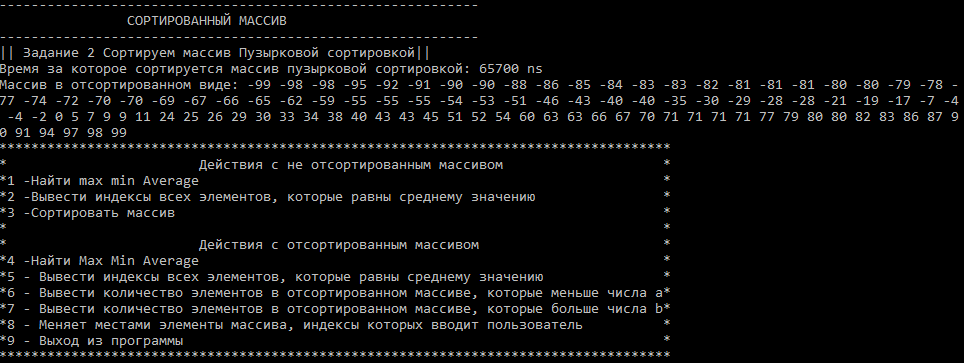 ------------------------------------------------------------
СОРТИРОВАННЫЙ МАССИВ
------------------------------------------------------------
|| Задание 2 Сортируем массив Пузырковой сортировкой||
Время за которое сортируется массив пузырковой сортировкой: 65700 ns
Массив в отсортированном виде: -99 -98 -98 -95 -92 -91 -90 -90 -88 -86 -85 -84 -83 -83 -82 -81 -81 -81 -80 -80 -79 -78 -
77 -74 -72 -70 -70 -69 -67 -66 -65 -62 -59 -55 -55 -55 -54 -53 -51 -46 -43 -40 -40 -35 -30 -29 -28 -28 -21 -19 -17 -7 -4
-4 -2 0 5 7 9 9 11 24 25 26 29 30 33 34 38 40 43 43 45 51 52 54 60 63 63 66 67 70 71 71 71 77 79 80 80 82 83 86 87 9
0 91 94 97 98 99
************************************************************************************
* Действия с не отсортированным массивом *
*1 -Найти max min Average *
*2 -Вывести индексы всех элементов, которые равны среднему значению *
*3 -Сортировать массив *
* *
* Действия с отсортированным массивом *
*4 -Найти Max Min Average *
*5 - Вывести индексы всех элементов, которые равны среднему значению *
*6 - Вывести количество элементов в отсортированном массиве, которые меньше числа a*
*7 - Вывести количество элементов в отсортированном массиве, которые больше числа b*
*8 - Меняет местами элементы массива, индексы которых вводит пользователь *
*9 - Выход из программы *
************************************************************************************